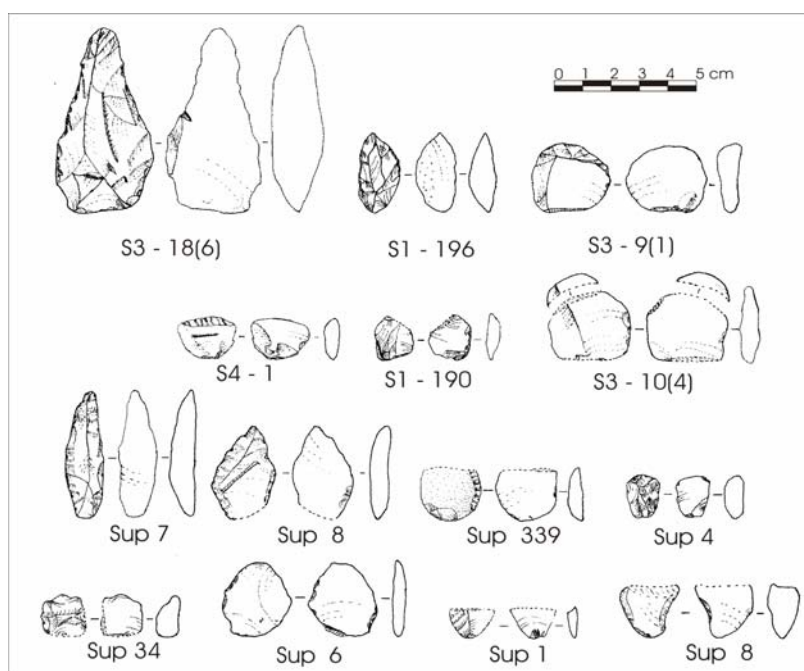 0 1 2 3 4 5 cm
S3 - 18(6)
S1 - 196
S3 - 9(1)
S4 - 1
S1 - 190
S3 - 10(4)
Sup 7
Sup 8
Sup 339
Sup 4
Sup 34
Sup 6
Sup 1
Sup 8